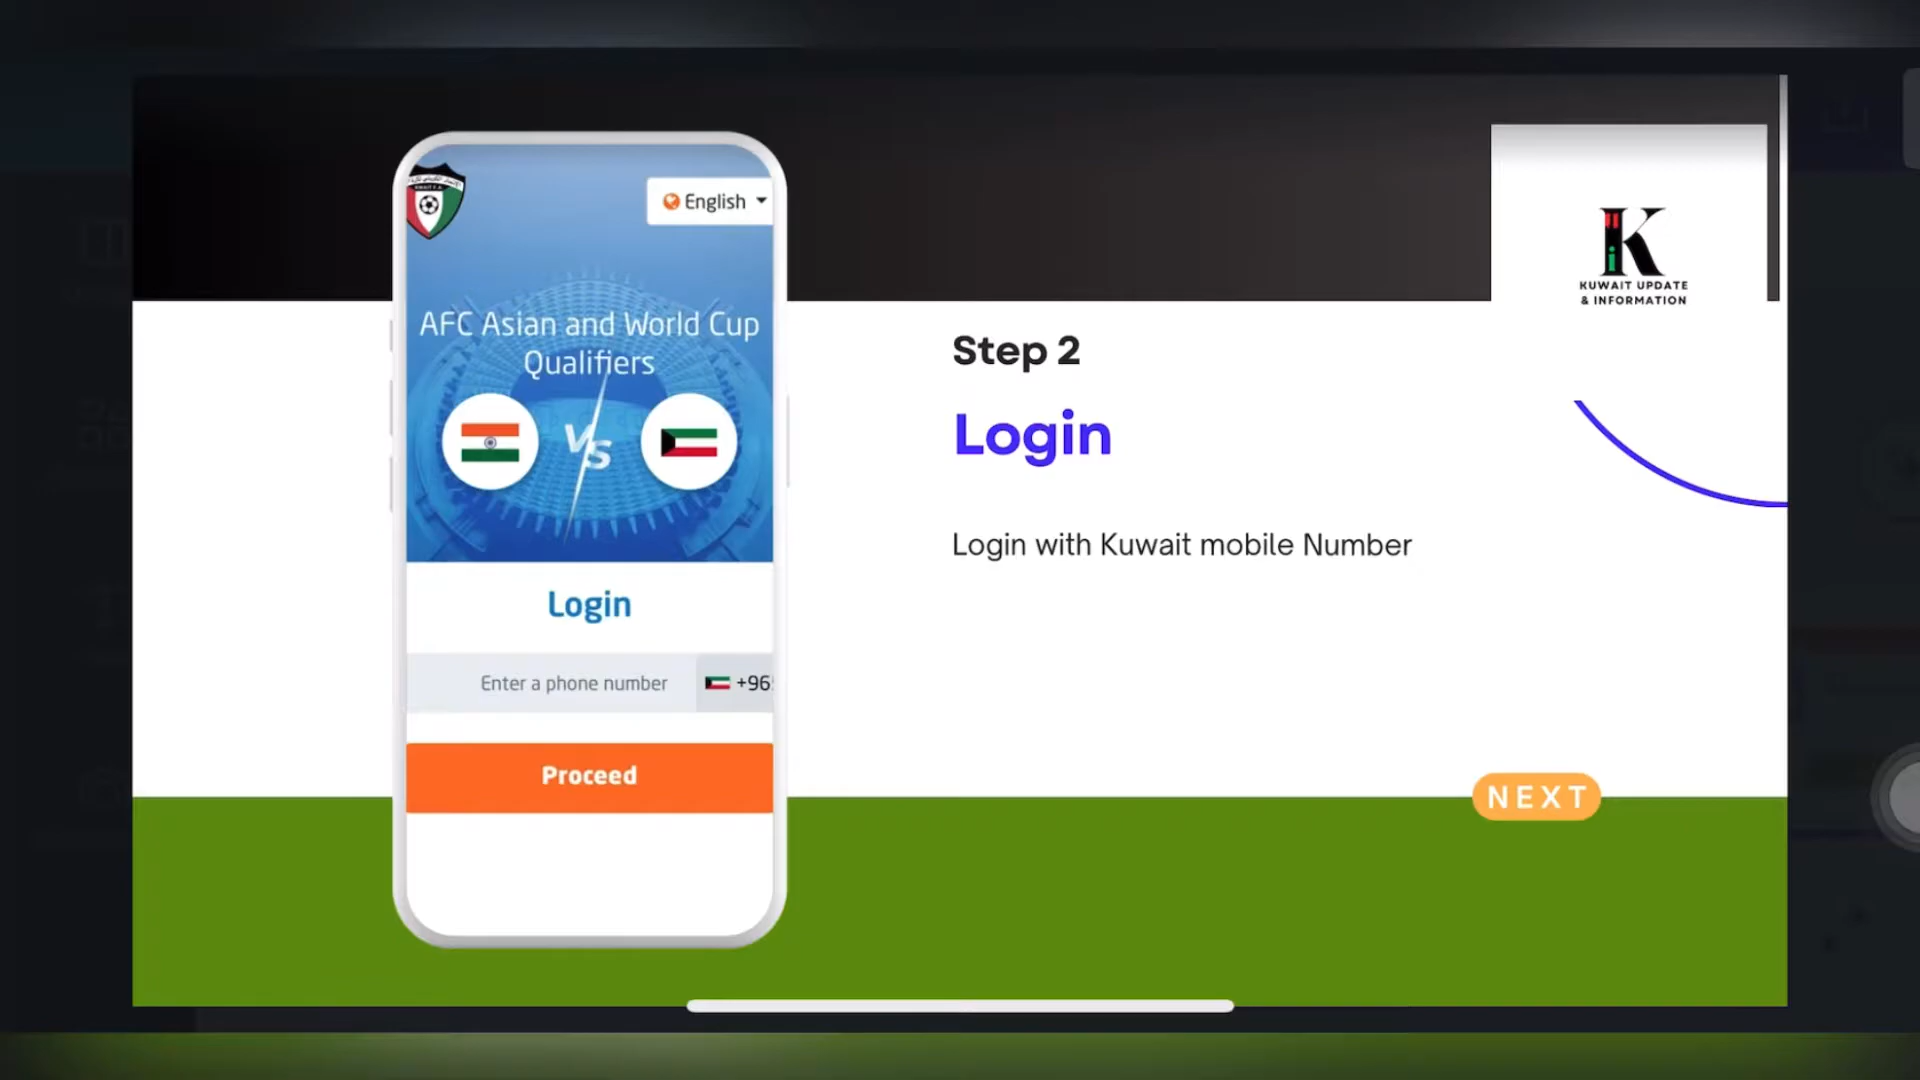 English
AFC Asian and World Cup
Qualifiers
VS
Login
Enter a phone number
+96
Proceed
KUWAIT UPDATE
& INFORMATION
Step 2
Login
Login with Kuwait mobile Number
NEXT